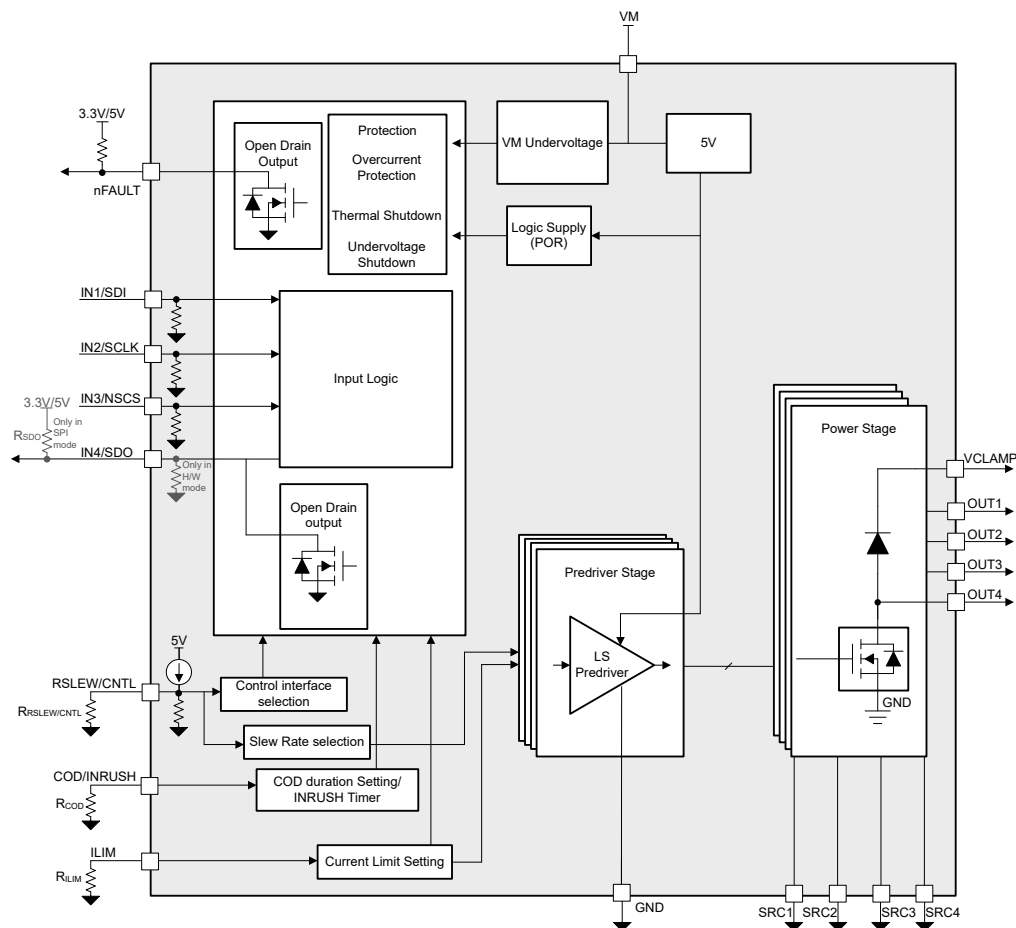 VM
3.3V/5V
nFAULT
Open Drain
Output
Protection
Overcurrent
Protection
Thermal Shutdown
Undervoltage
Shutdown
VM Undervoltage
5V
Logic Supply
(POR)
IN1/SDI
IN2/SCLK
IN3/NSCS
3.3V/5V
RSDO
Only in
SPI
mode
IN4/SDO
Only in
H/W
mode
Input Logic
Open Drain
output
Power Stage
VCLAMP
OUT1
OUT2
OUT3
OUT4
GND
Predriver Stage
LS
Predriver
5V
RSLEW/CNTL
RRSLEW/CNTL
Control interface
selection
Slew Rate selection
COD/INRUSH
RCOD
COD duration Setting/
INRUSH Timer
ILIM
RILIM
Current Limit Setting
GND
SRC1
SRC2
SRC3
SRC4